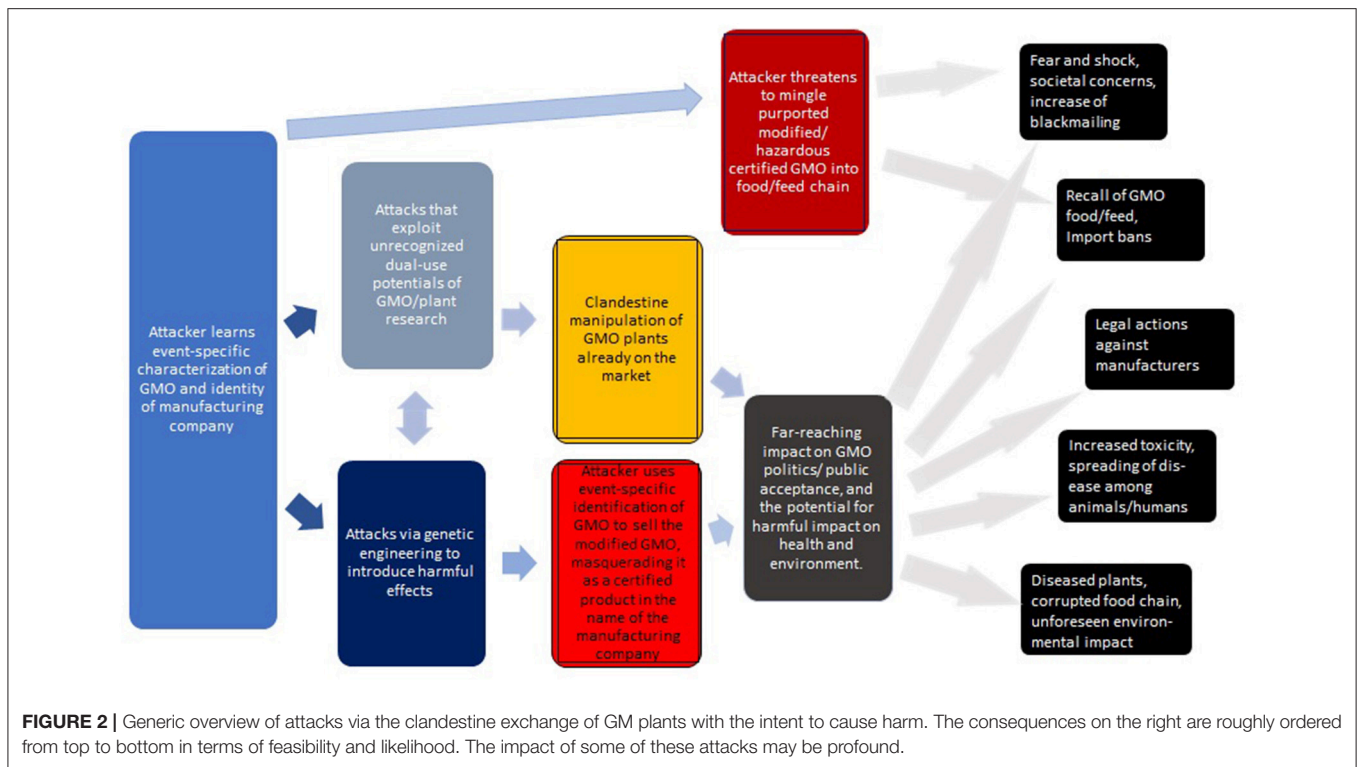 Attacker learns
event-specific
characterization of
GMO and identity
of manufacturing
company
Attacks that
exploit
unrecognized
dual-use
potentials of
GMO/plant
research
Attacks via genetic
engineering to
introduce harmful
effects
Clandestine
manipulation of
GMO plants
already on the
market
Attacker uses
event-specific
identification of
GMO to sell the
modified GMO,
masquerading it
as a certified
product in the
name of the
manufacturing
company
Attacker threatens
to mingle
purported
modified/
hazardous
certified GMO into
food/feed chain
Far-reaching
impact on GMO
politics/ public
acceptance, and
the potential for
harmful impact on
health and
environment.
Fear and shock,
societal concerns,
increase of
blackmailing
Recall of GMO
food/feed,
Import bans
Legal actions
against
manufacturers
Increased toxicity,
spreading of dis-
ease among
animals/humans
Diseased plants,
corrupted food chain,
unforeseen environ-
mental impact
FIGURE 2 | Generic overview of attacks via the clandestine exchange of GM plants with the intent to cause harm. The consequences on the right are roughly ordered
from top to bottom in terms of feasibility and likelihood. The impact of some of these attacks may be profound.